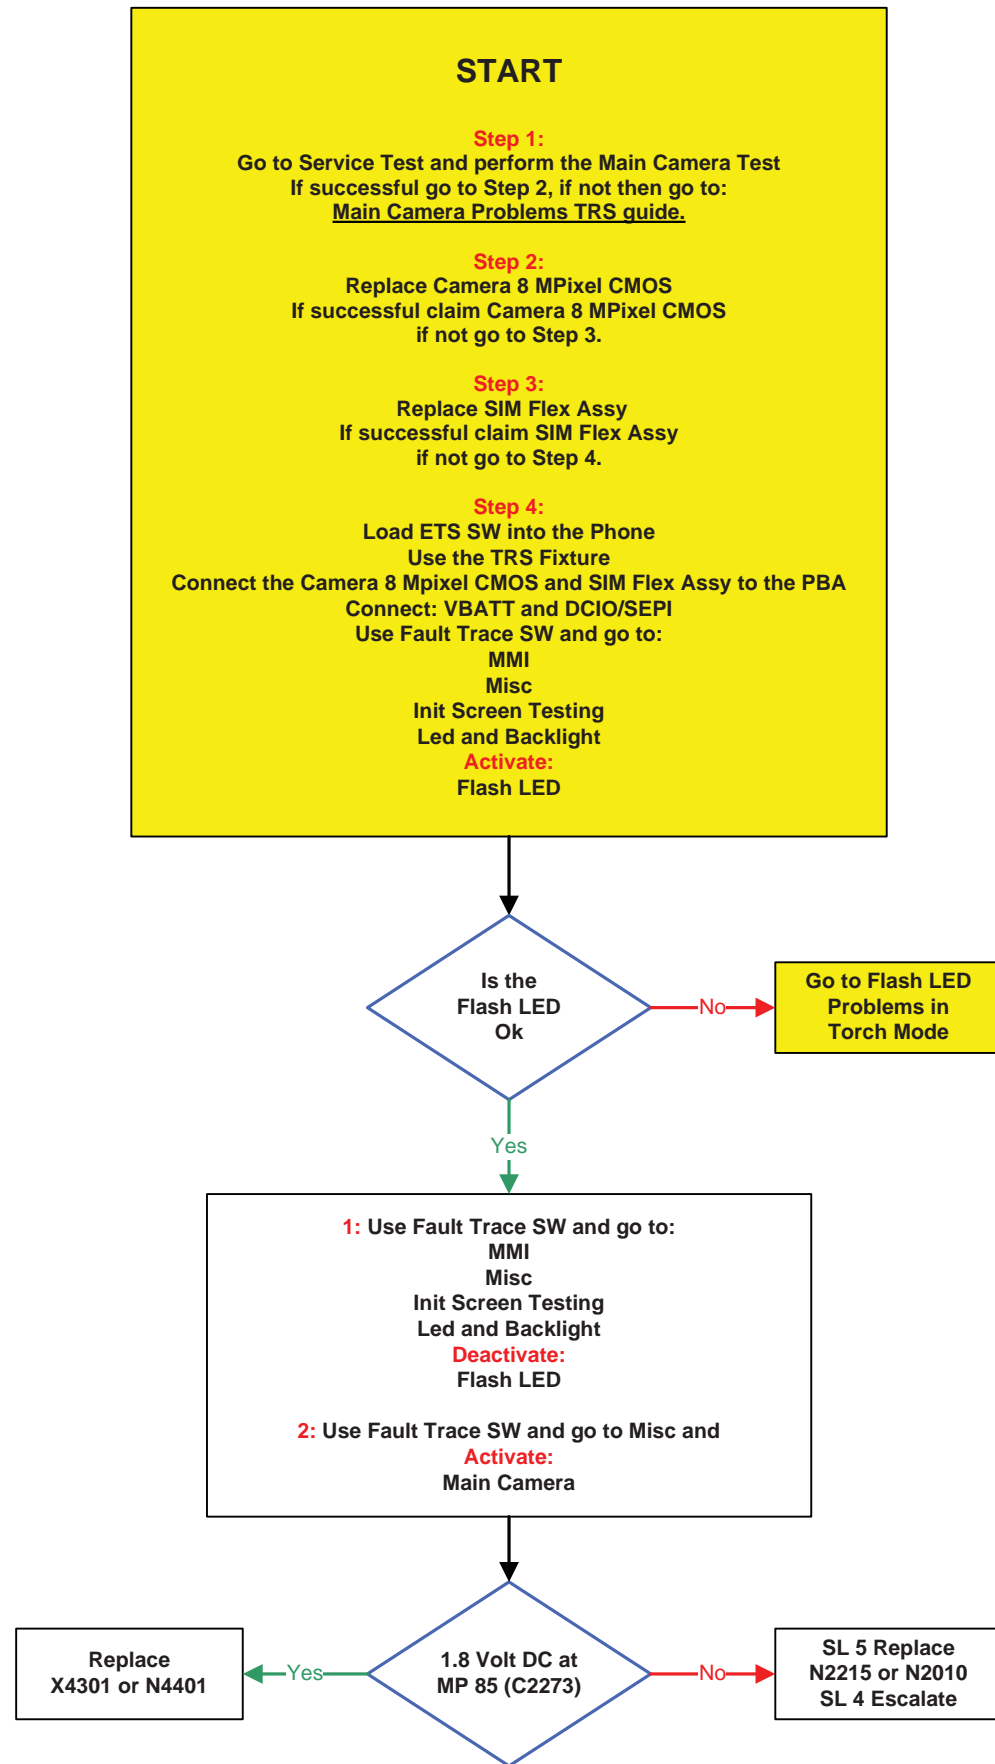 START
Step 1:
Go to Service Test and perform the Main Camera Test
If successful go to Step 2, if not then go to:
Main Camera Problems TRS guide.
Step 2:
Replace Camera 8 MPixel CMOS
If successful claim Camera 8 MPixel CMOS
if not go to Step 3.
Step 3:
Replace SIM Flex Assy
If successful claim SIM Flex Assy
if not go to Step 4.
Step 4:
Load ETS SW into the Phone
Use the TRS Fixture
Connect the Camera 8 Mpixel CMOS and SIM Flex Assy to the PBA
Connect: VBATT and DCIO/SEPI
Use Fault Trace SW and go to:
MMI
Misc
Init Screen Testing
Led and Backlight
Activate:
Flash LED
Is the
Flash LED
Ok
No
Go to Flash LED
Problems in
Torch Mode
Yes
1: Use Fault Trace SW and go to:
MMI
Misc
Init Screen Testing
Led and Backlight
Deactivate:
Flash LED
2: Use Fault Trace SW and go to Misc and
Activate:
Main Camera
Replace
X4301 or N4401
Yes
1.8 Volt DC at
MP 85 (C2273)
No
SL 5 Replace
N2215 or N2010
SL 4 Escalate